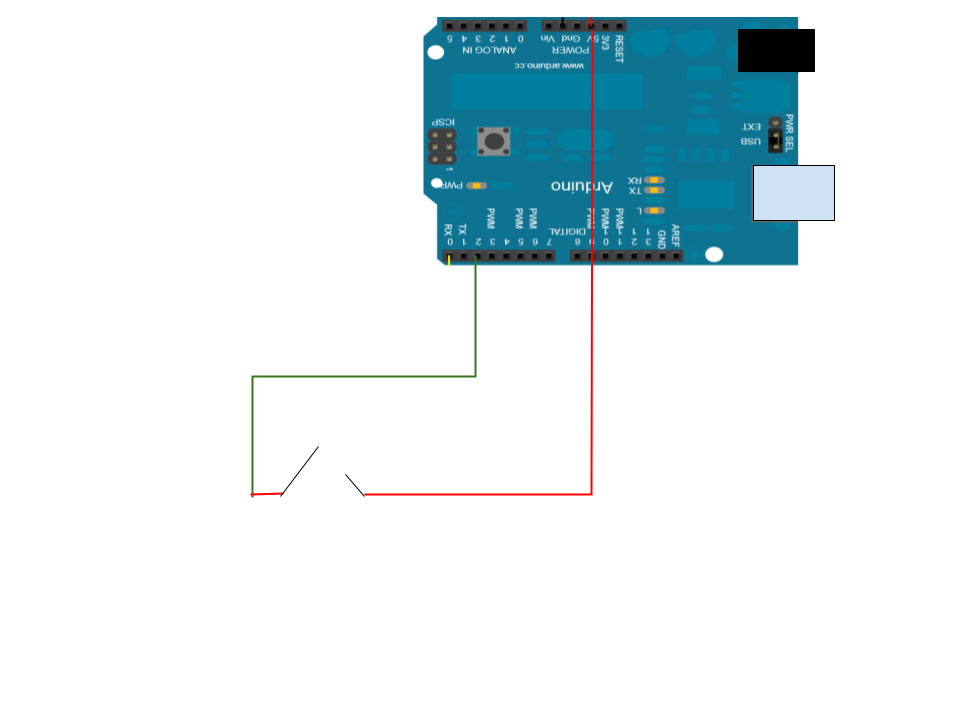 5 4 3 2 1 0
Vin Gnd 5V 3V3 RESET
ANALOG IN
POWER
www.arduino.cc
ICSP
1
EXT
USB
PWR SEL
PWR
Arduino
RX
TX
L
PWM PWM PWM PWM PWM PWM
RX TX
DIGITAL
AREF
GND
0 1 2 3 4 5 6 7 8 9 10 11 12 13